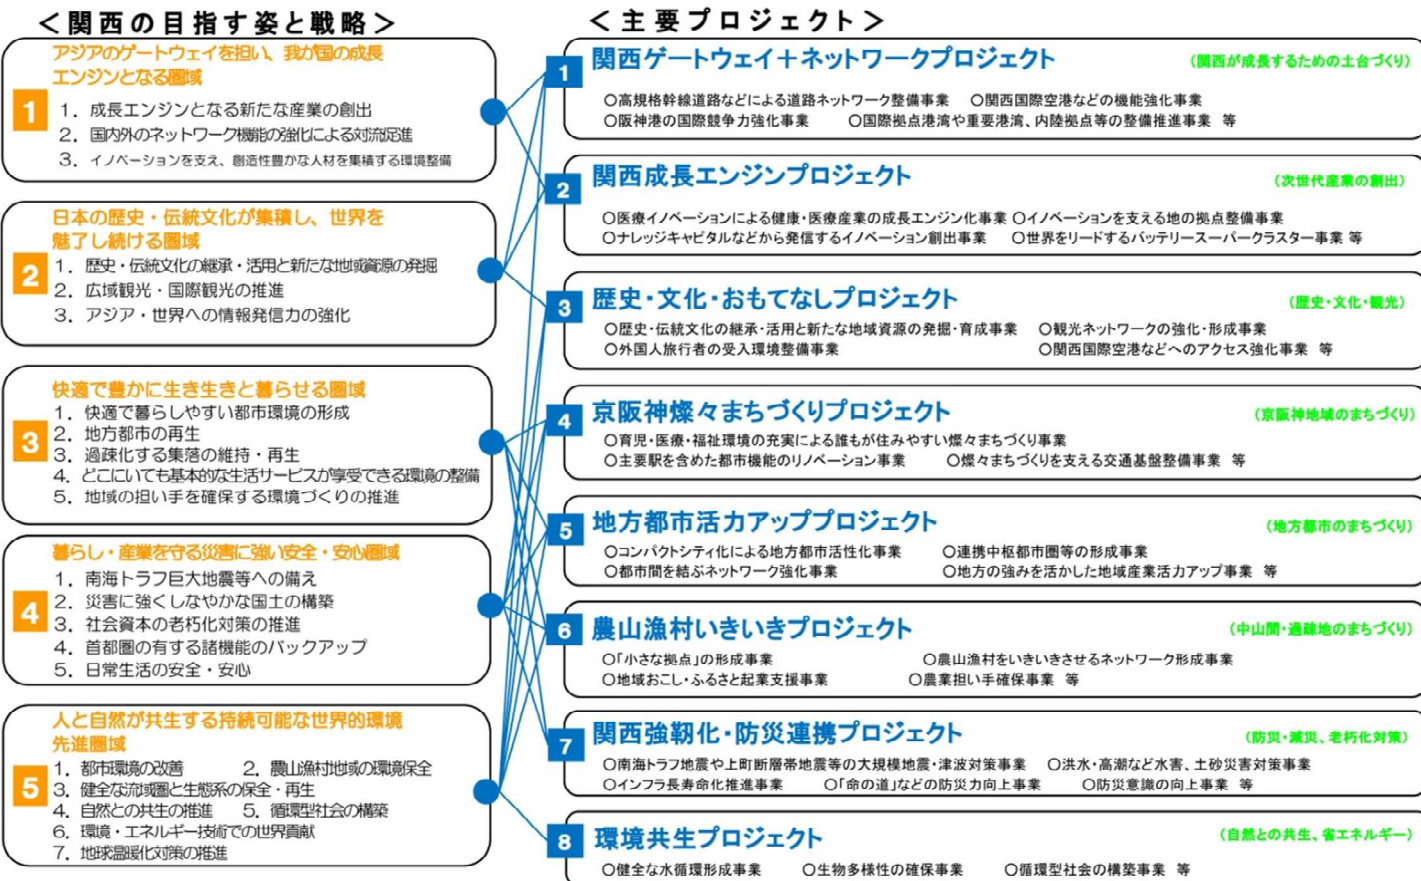 ＜関西の目指す姿と戦略＞
アジアのゲートウェイを担い、我が国の成長
エンジンとなる圏域
1
1．成長エンジンとなる新たな産業の創出
2．国内外のネットワーク機能の強化による対流促進
3．イノベーションを支え、創造性豊かな人材を集積する環境整備
日本の歴史・伝統文化が集積し、世界を
魅了し続ける圏域
2
1．歴史・伝統文化の継承・活用と新たな地域資源の発掘
2．広域観光・国際観光の推進
3．アジア・世界への情報発信力の強化
快適で豊かに生き生きと暮らせる圏域
3
1．快適で暮らしやすい都市環境の形成
2．地方都市の再生
3．過疎化する集落の維持・再生
4．どこにいても基本的な生活サービスが享受できる環境の整備
5．地域の担い手を確保する環境づくりの推進
暮らし・産業を守る災害に強い安全・安心圏域
4
1．南海トラフ巨大地震等への備え
2．災害に強くしなやかな国土の構築
3．社会資本の老朽化対策の推進
4．首都圏の有する諸機能のバックアップ
5．日常生活の安全・安心
人と自然が共生する持続可能な世界的環境
先進圏域
5
1．都市環境の改善　2．農山漁村地域の環境保全
3．健全な流域圏と生態系の保全・再生
4．自然との共生の推進　5．循環型社会の構築
6．環境・エネルギー技術での世界貢献
7．地球温暖化対策の推進
＜主要プロジェクト＞
1 関西ゲートウェイ＋ネットワークプロジェクト （関西が成長するための土台づくり）
○高規格幹線道路などによる道路ネットワーク整備事業　○関西国際空港などの機能強化事業
○阪神港の国際競争力強化事業　○国際拠点港湾や重要港湾、内陸拠点等の整備推進事業 等
2 関西成長エンジンプロジェクト （次世代産業の創出）
○医療イノベーションによる健康・医療産業の成長エンジン化事業 ○イノベーションを支える地の拠点整備事業
○ナレッジキャピタルなどから発信するイノベーション創出事業　○世界をリードするバッテリースーパークラスター事業 等
3 歴史・文化・おもてなしプロジェクト （歴史・文化・観光）
○歴史・伝統文化の継承・活用と新たな地域資源の発掘・育成事業　○観光ネットワークの強化・形成事業
○外国人旅行者の受入環境整備事業　○関西国際空港などへのアクセス強化事業 等
4 京阪神燦々まちづくりプロジェクト （京阪神地域のまちづくり）
○育児・医療・福祉環境の充実による誰もが住みやすい燦々まちづくり事業
○主要駅を含めた都市機能のリノベーション事業　○燦々まちづくりを支える交通基盤整備事業 等
5 地方都市活力アッププロジェクト （地方都市のまちづくり）
○コンパクトシティ化による地方都市活性化事業　○連携中枢都市圏等の形成事業
○都市間を結ぶネットワーク強化事業　○地方の強みを活かした地域産業活力アップ事業 等
6 農山漁村いきいきプロジェクト （中山間・過疎地のまちづくり）
○「小さな拠点」の形成事業　○農山漁村をいきいきさせるネットワーク形成事業
○地域おこし・ふるさと起業支援事業　○農業担い手確保事業 等
7 関西強靭化・防災連携プロジェクト （防災・減災、老朽化対策）
○南海トラフ地震や上町断層帯地震等の大規模地震・津波対策事業　○洪水・高潮など水害、土砂災害対策事業
○インフラ長寿命化推進事業　○「命の道」などの防災力向上事業　○防災意識の向上事業 等
8 環境共生プロジェクト （自然との共生、省エネルギー）
○健全な水循環形成事業　○生物多様性の確保事業　○循環型社会の構築事業 等